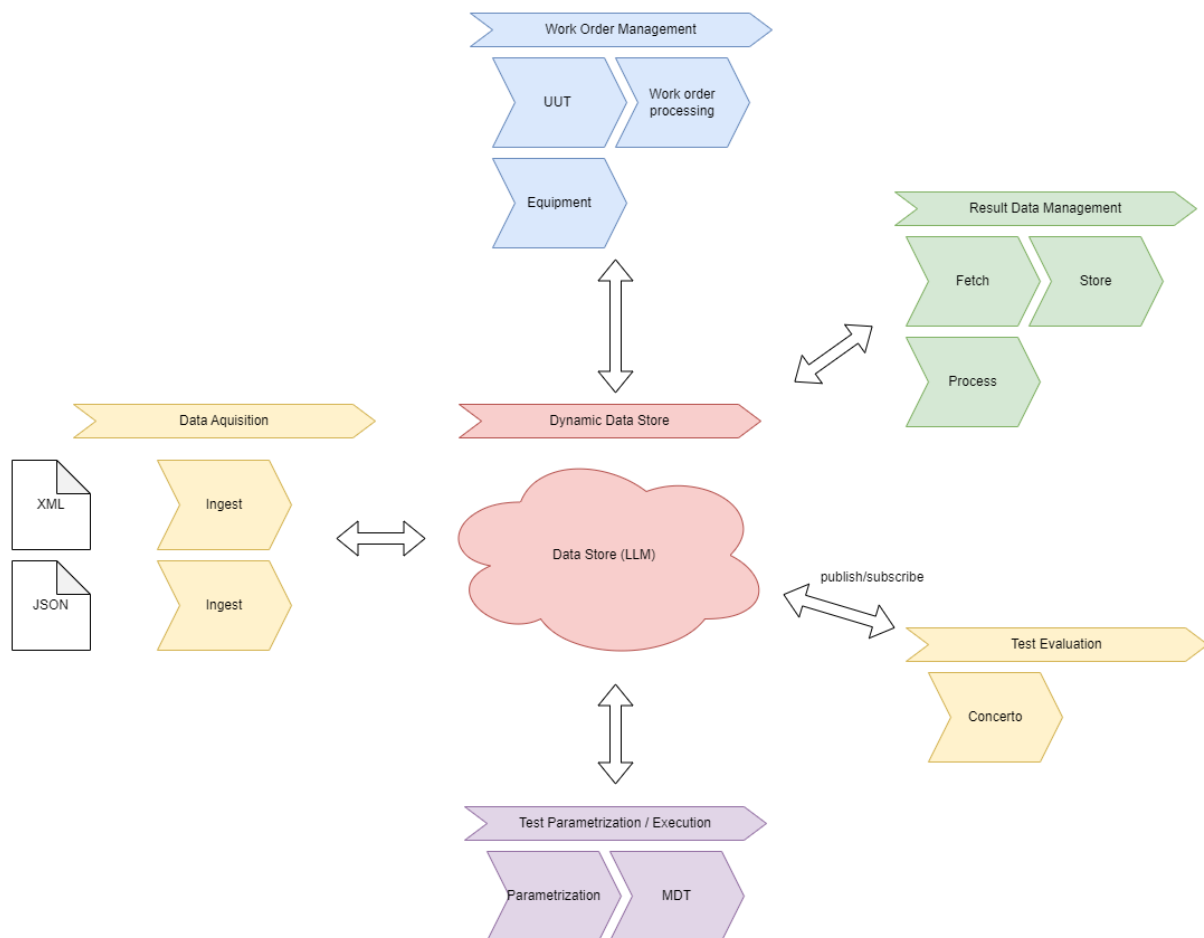 Work Order Management
UUT
Work order
processing
Equipment
Result Data Management
Fetch
Store
Process
Data Aquisition
XML
Ingest
JSON
Ingest
Dynamic Data Store
Data Store (LLM)
publish/subscribe
Test Evaluation
Concerto
Test Parametrization / Execution
Parametrization
MDT